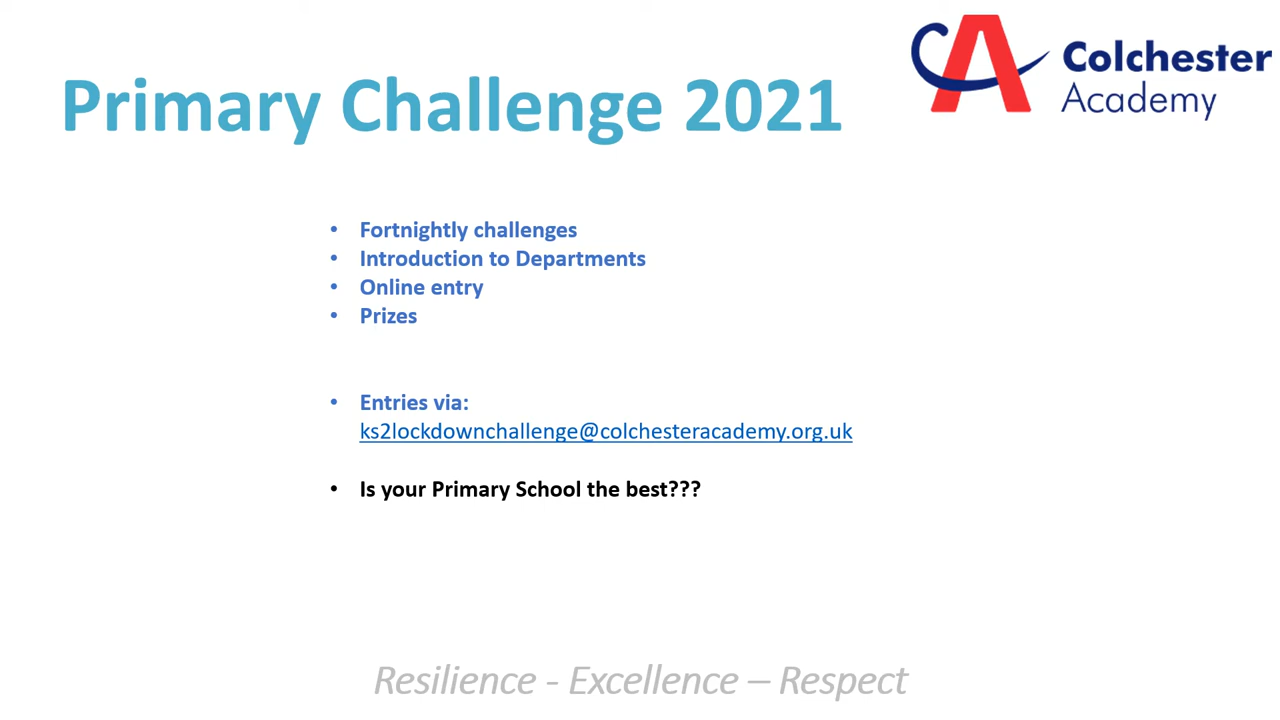 Primary Challenge 2021
Colchester
Academy
• Fortnightly challenges
• Introduction to Departments
• Online entry
• Prizes
• Entries via:
ks2lockdownchallenge@colchesteracademy.org.uk
• Is your Primary School the best???
Resilience - Excellence – Respect